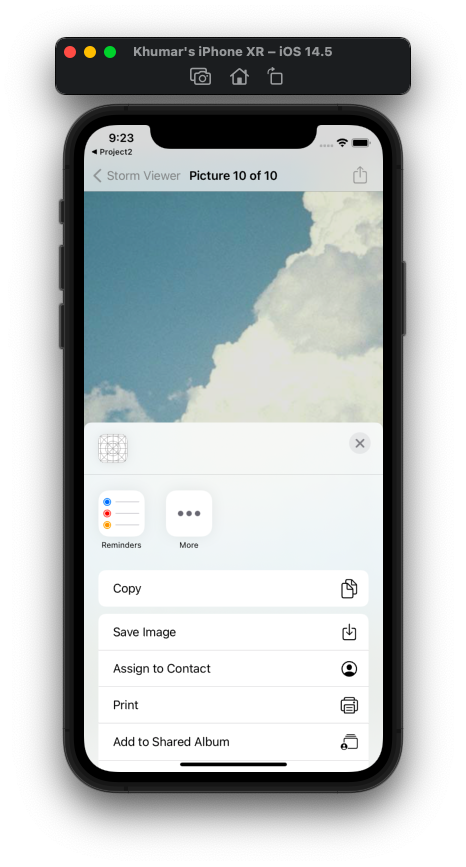 Khumar's iPhone XR – iOS 14.5
9:23
Project2
Storm Viewer Picture 10 of 10
Reminders More
Copy
Save Image
Assign to Contact
Print
Add to Shared Album